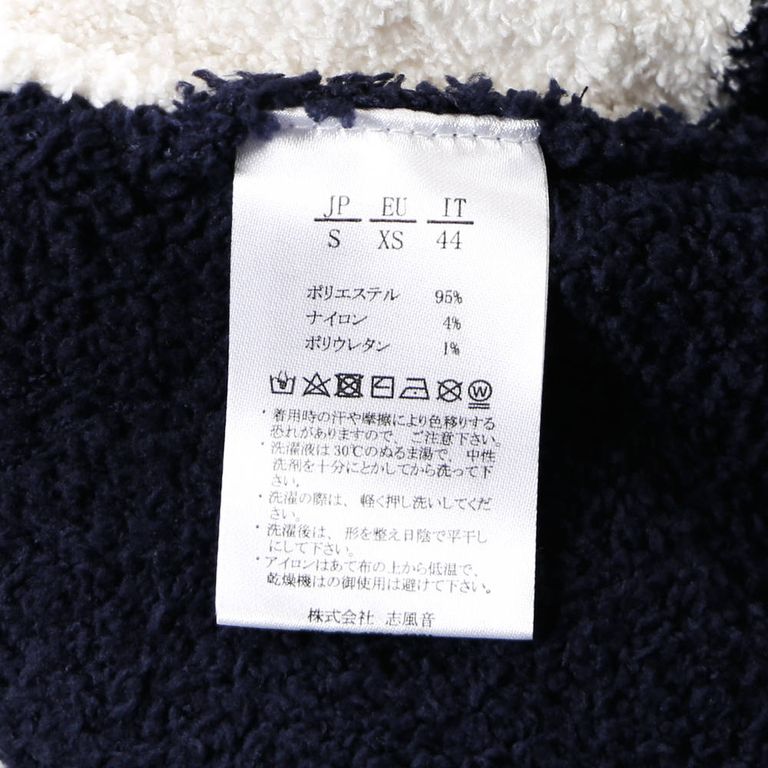 JP EU IT
S XS 44
ポリエステル 95%
ナイロン 4%
ポリウレタン 1%
W
・着用時の汗や摩擦により色移りする
恐れがありますので、ご注意下さい。
・洗濯液は30℃のぬるま湯で、中性
洗剤を十分にとかしてから洗って下
さい。
・洗濯の際は、軽く押し洗いしてくだ
さい。
・洗濯後は、形を整え日陰で平干し
にして下さい。
・アイロンはあて布の上から低温で、
乾燥機はの御使用は避けて下さい。
株式会社 志風音